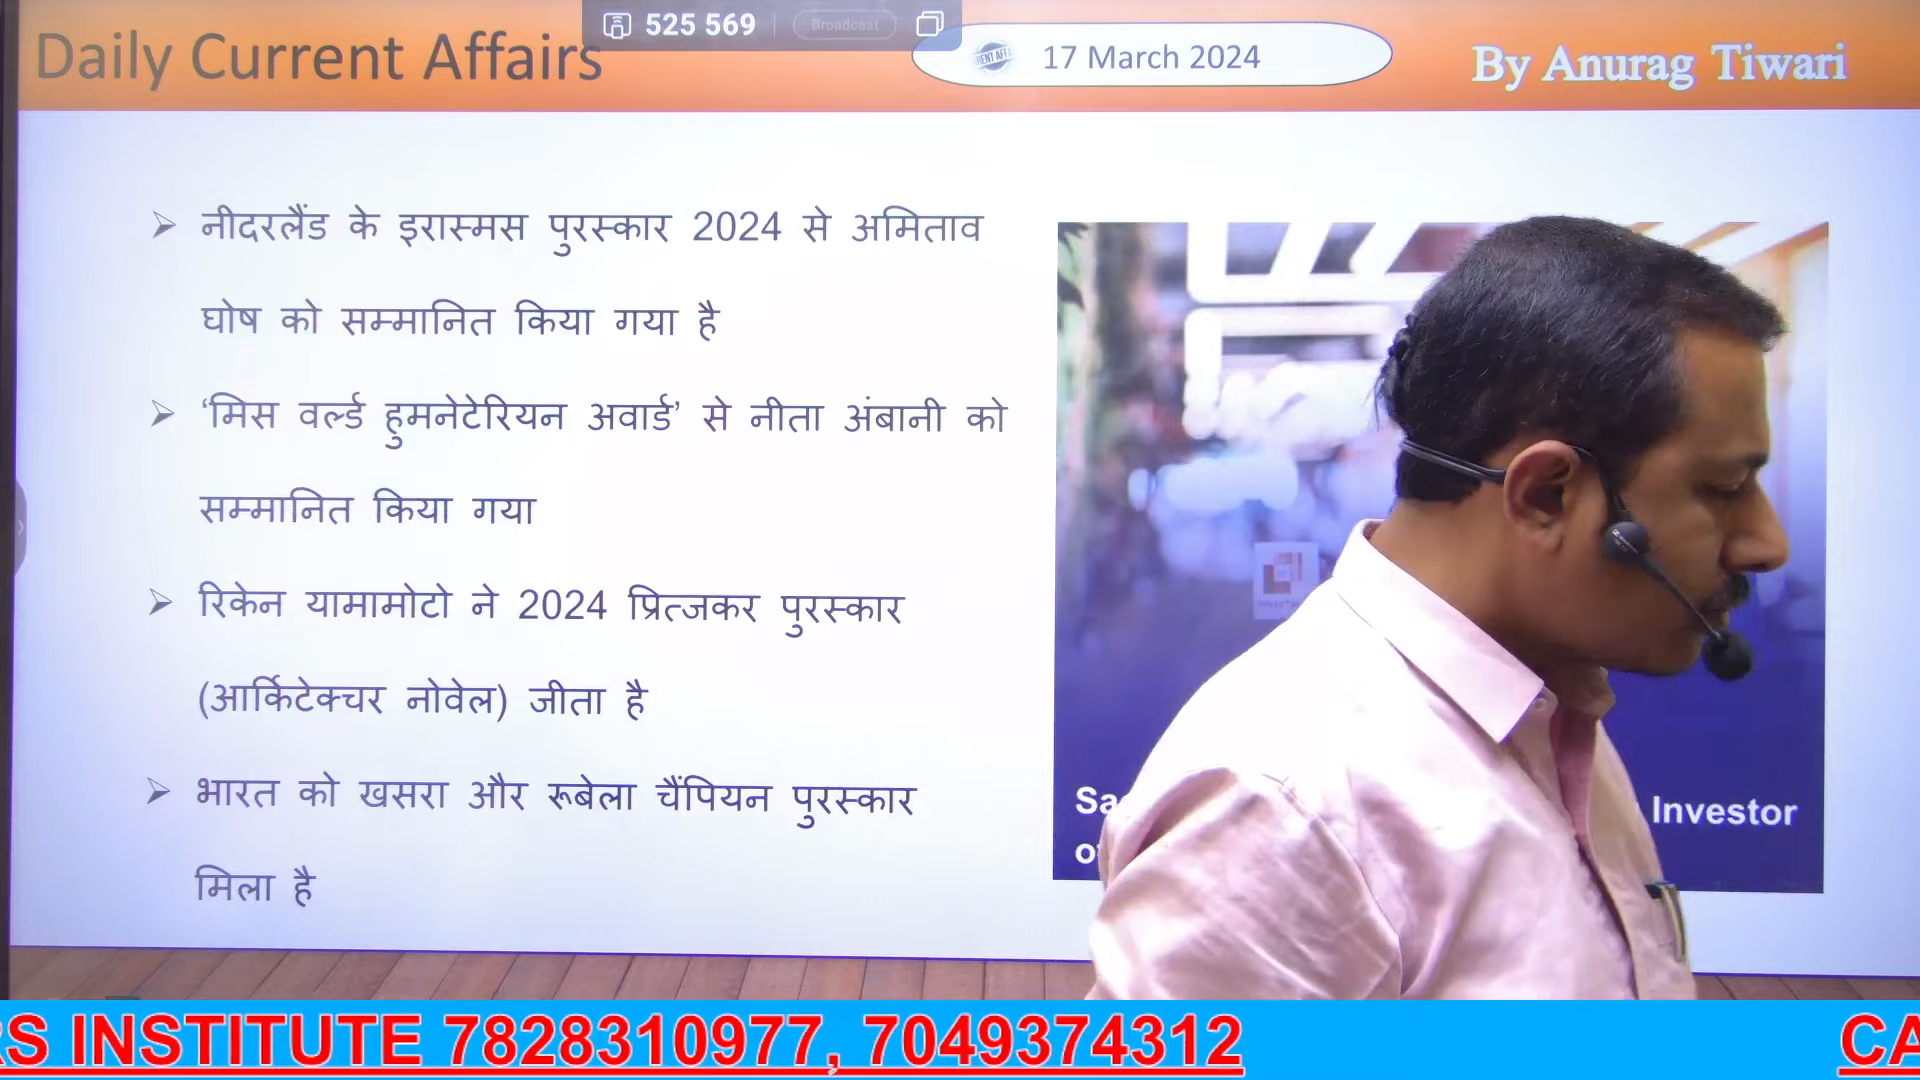 525 569
Broadcast
Daily Current Affairs
17 March 2024
By Anurag Tiwari
➢ नीदरलैंड के इरास्मस पुरस्कार 2024 से अमिताव
घोष को सम्मानित किया गया है
➢ ‘मिस वर्ल्ड हुमनेटेरियन अवार्ड’ से नीता अंबानी को
सम्मानित किया गया
➢ रिकेन यामामोटो ने 2024 प्रित्जकर पुरस्कार
(आर्किटेक्चर नोवेल) जीता है
➢ भारत को खसरा और रूबेला चैंपियन पुरस्कार
मिला है
Investor
RS INSTITUTE 7828310977, 7049374312
CA